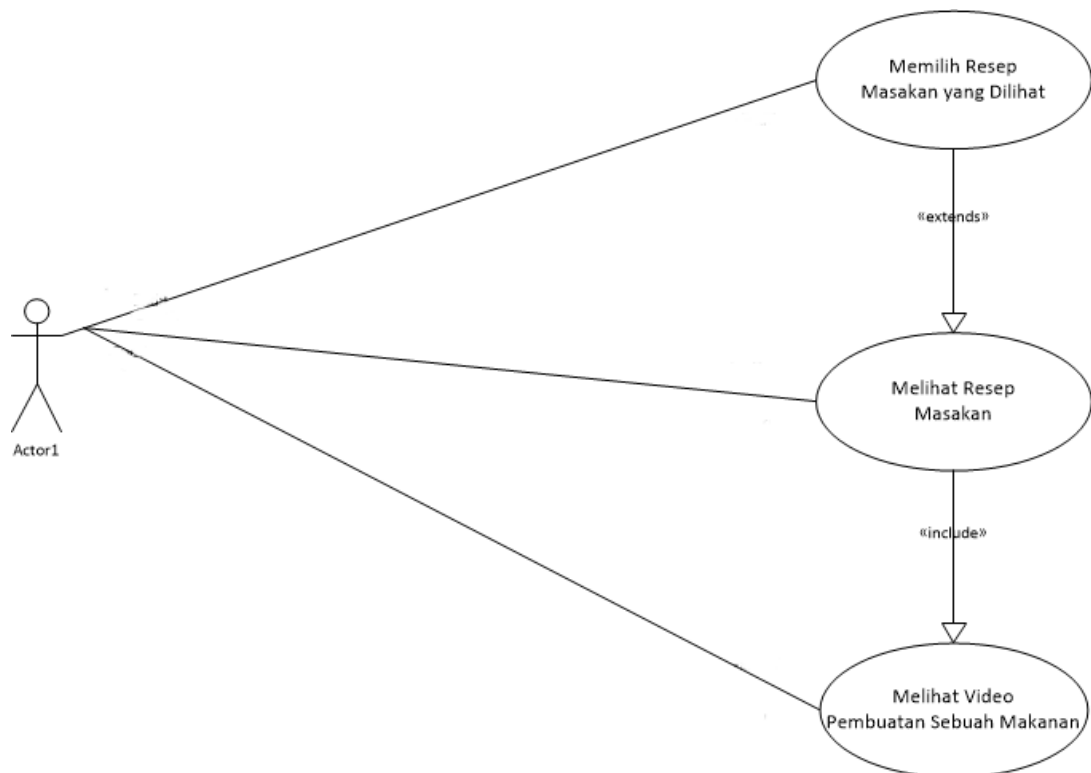 Memilih Resep
Masakan yang Dilihat
«extends»
Actor1
Melihat Resep
Masakan
«include»
Melihat Video
Pembuatan Sebuah Makanan